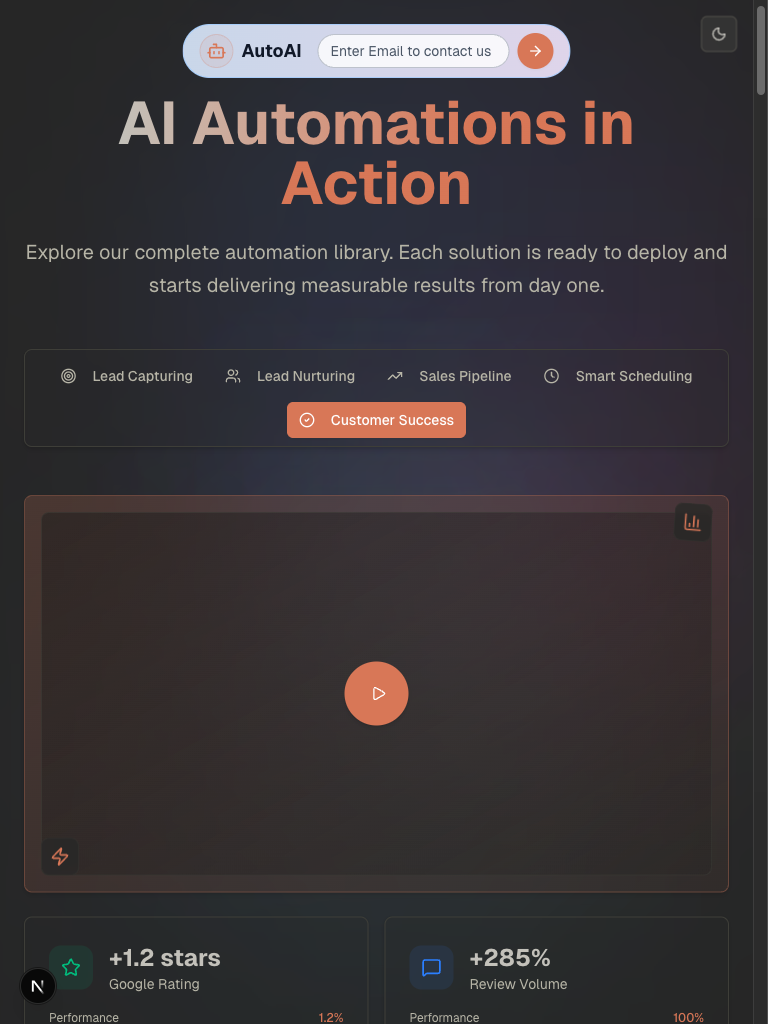 AutoAI
Enter Email to contact us
AI Automations in
Action
Explore our complete automation library. Each solution is ready to deploy and
starts delivering measurable results from day one.
Lead Capturing
Lead Nurturing
Sales Pipeline
Smart Scheduling
Customer Success
+1.2 stars
Google Rating
Performance 1.2%
+285%
Review Volume
Performance 100%
N